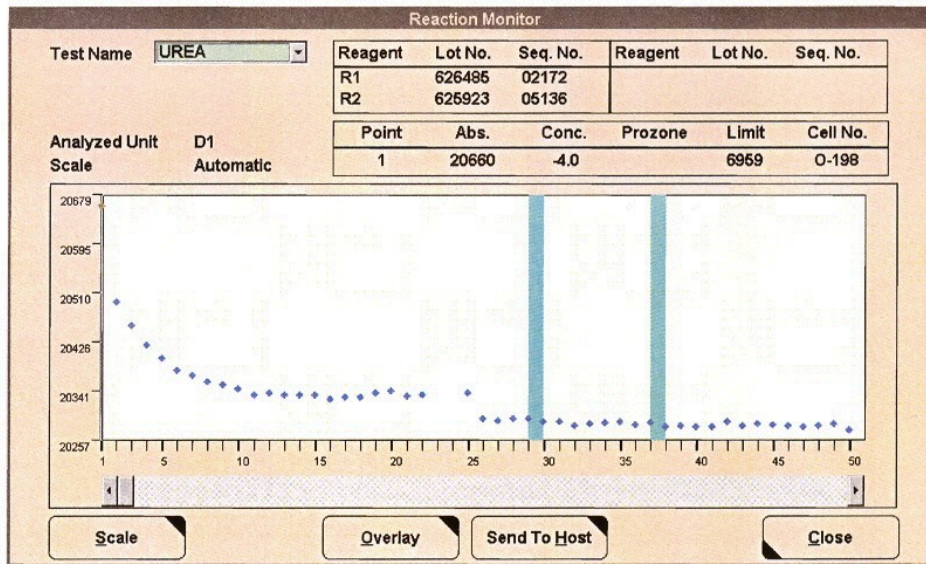 Reaction Monitor
Test Name UREA
Reagent Lot No. Seq. No. Reagent Lot No. Seq. No.
R1 626485 02172
R2 625923 05136
Analyzed Unit D1
Scale Automatic
Point Abs. Conc. Prozone Limit Cell No.
1 20660 -4.0 6959 O-198
20679
20595
20510
20426
20341
20257
1 5 10 15 20 25 30 35 40 45 50
Scale Overlay Send To Host Close